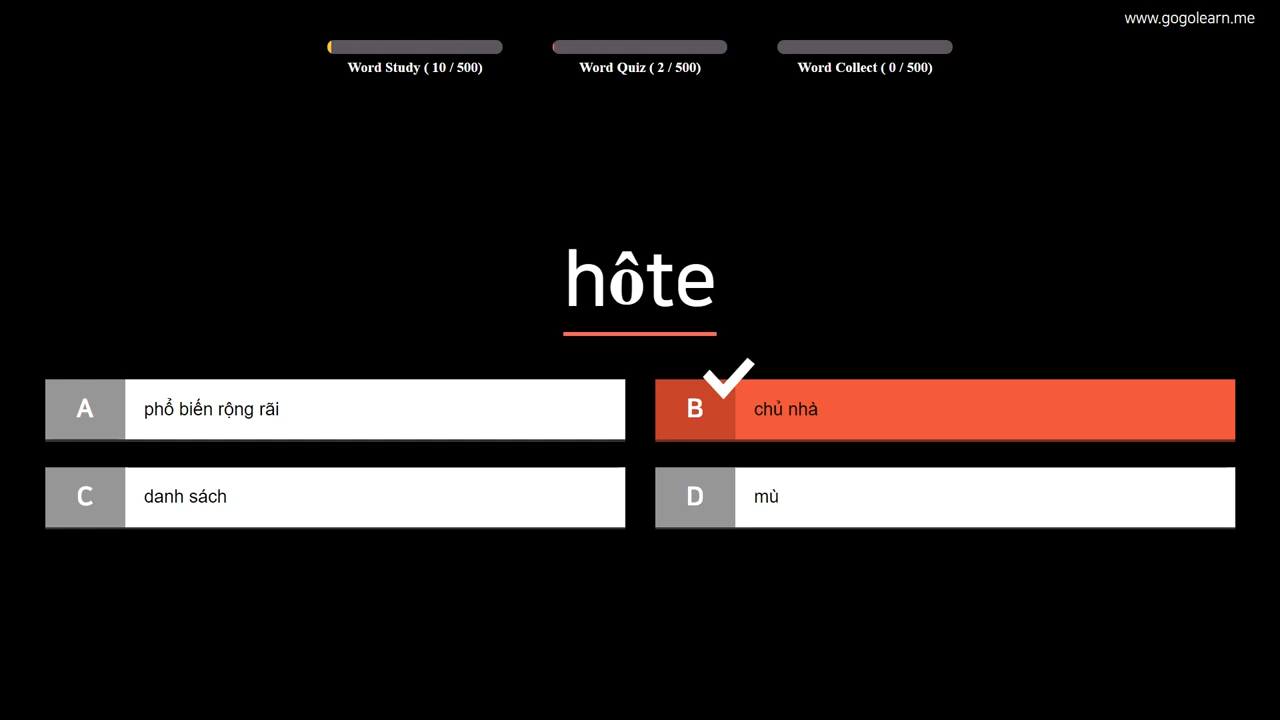 www.gogolearn.me
Word Study ( 10 / 500)
Word Quiz ( 2 / 500)
Word Collect ( 0 / 500)
hôte
A phổ biến rộng rãi
B chủ nhà
C danh sách
D mù